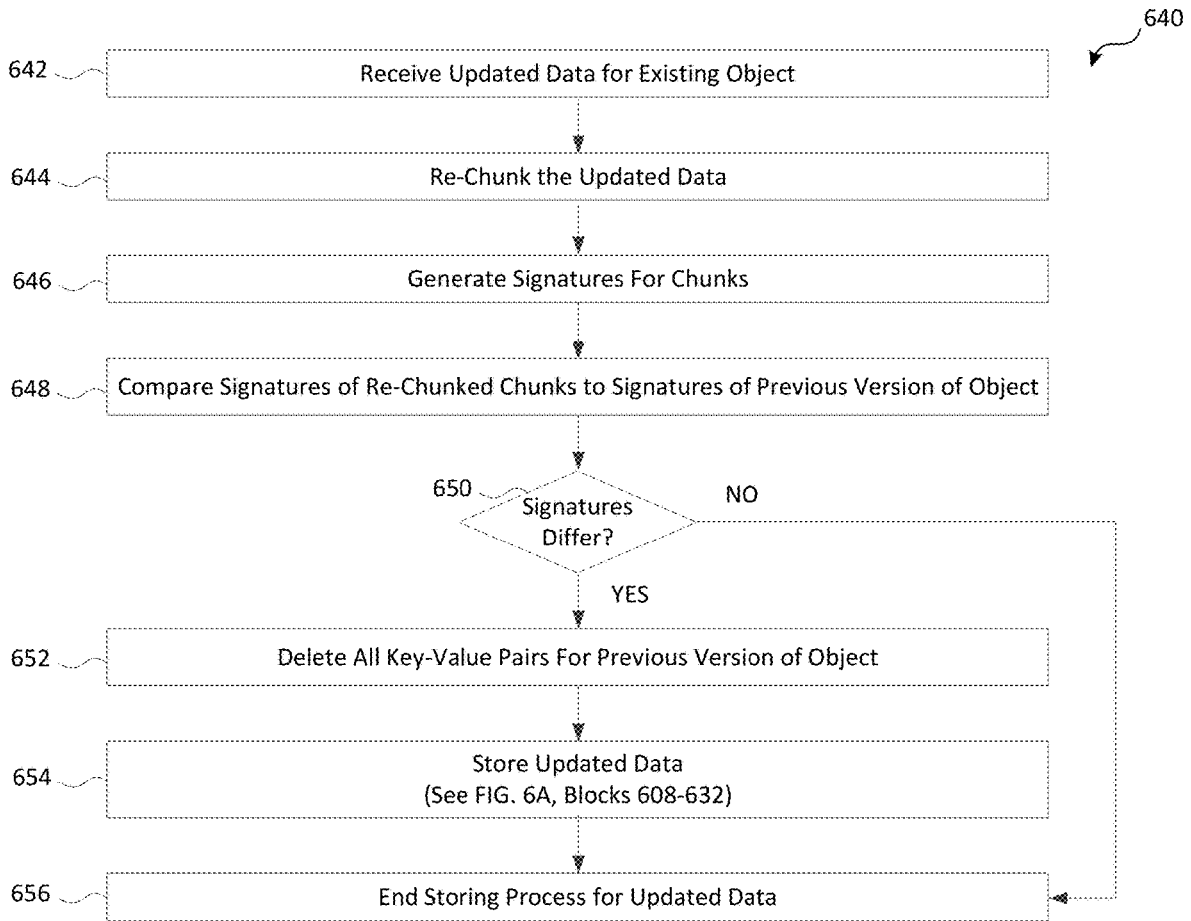 640
642
Receive Updated Data for Existing Object
644
Re-Chunk the Updated Data
646
Generate Signatures For Chunks
648
Compare Signatures of Re-Chunked Chunks to Signatures of Previous Version of Object
650
Signatures
Differ?
NO
YES
652
Delete All Key-Value Pairs For Previous Version of Object
654
Store Updated Data
(See FIG. 6A, Blocks 608-632)
656
End Storing Process for Updated Data